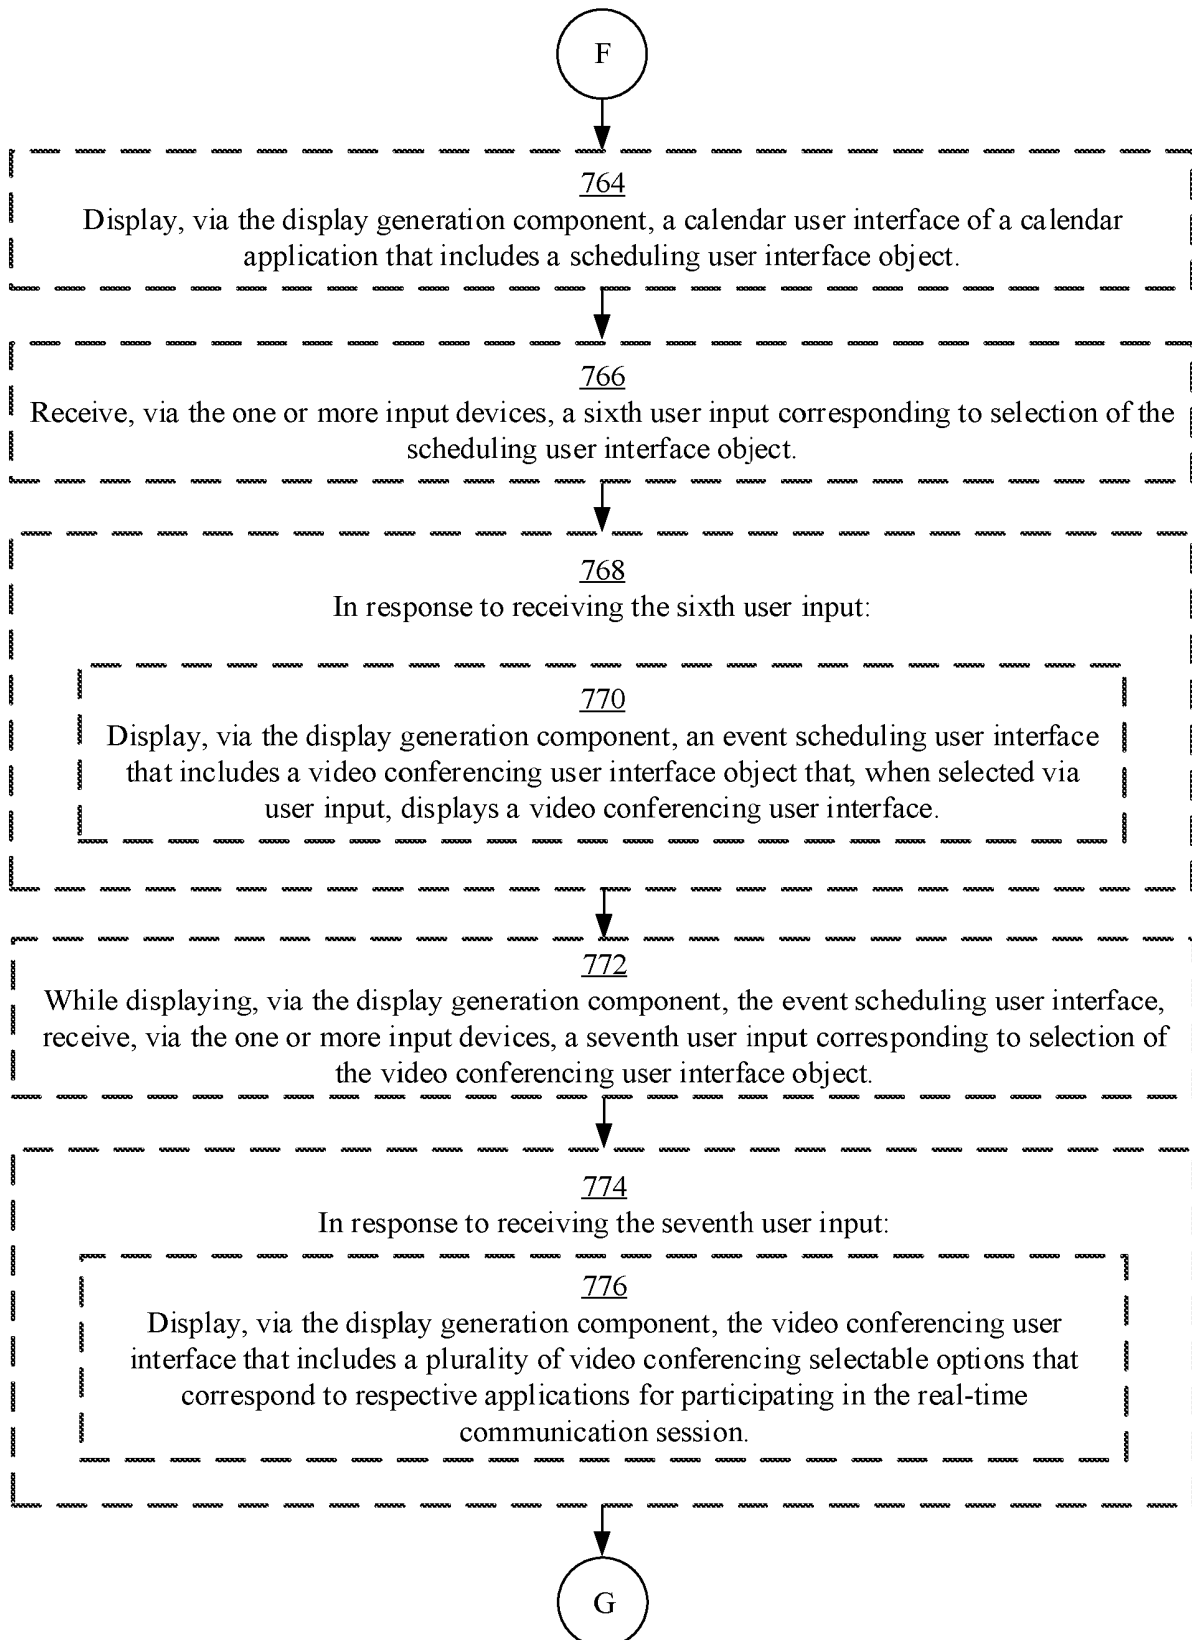 F
764
Display, via the display generation component, a calendar user interface of a calendar
application that includes a scheduling user interface object.
766
Receive, via the one or more input devices, a sixth user input corresponding to selection of the
scheduling user interface object.
768
In response to receiving the sixth user input:
770
Display, via the display generation component, an event scheduling user interface
that includes a video conferencing user interface object that, when selected via
user input, displays a video conferencing user interface.
772
While displaying, via the display generation component, the event scheduling user interface,
receive, via the one or more input devices, a seventh user input corresponding to selection of
the video conferencing user interface object.
774
In response to receiving the seventh user input:
776
Display, via the display generation component, the video conferencing user
interface that includes a plurality of video conferencing selectable options that
correspond to respective applications for participating in the real-time
communication session.
G